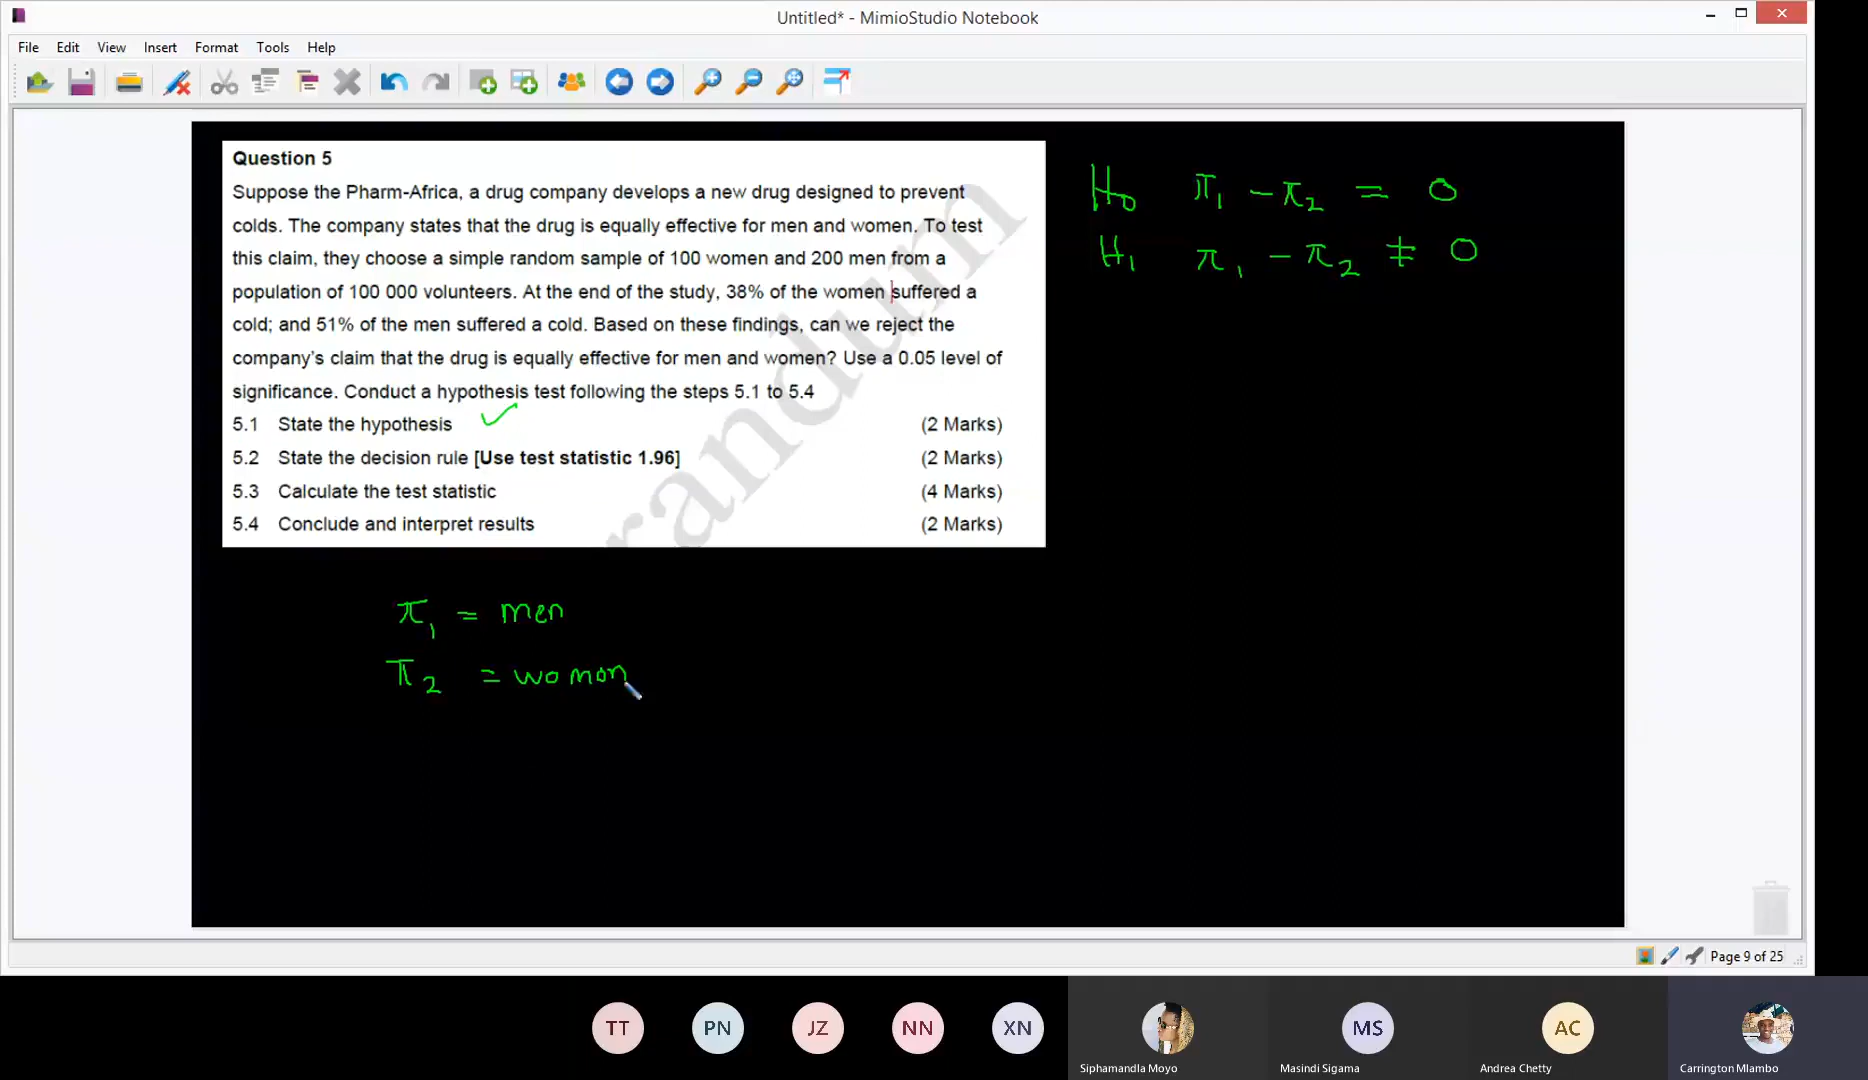 Untitled* - MimioStudio Notebook
File Edit View Insert Format Tools Help
Question 5
Suppose the Pharm-Africa, a drug company develops a new drug designed to prevent
colds. The company states that the drug is equally effective for men and women. To test
this claim, they choose a simple random sample of 100 women and 200 men from a
population of 100 000 volunteers. At the end of the study, 38% of the women suffered a
cold; and 51% of the men suffered a cold. Based on these findings, can we reject the
company's claim that the drug is equally effective for men and women? Use a 0.05 level of
significance. Conduct a hypothesis test following the steps 5.1 to 5.4
5.1 State the hypothesis (2 Marks)
5.2 State the decision rule [Use test statistic 1.96] (2 Marks)
5.3 Calculate the test statistic (4 Marks)
5.4 Conclude and interpret results (2 Marks)
randum
H₀ π₁ - π₂ = 0
H₁ π₁ - π₂ ≠ 0
π₁ = men
π₂ = women
Page 9 of 25
TT PN JZ NN XN MS AC
Siphamandla Moyo Masindi Sigama Andrea Chetty Carrington Mlambo